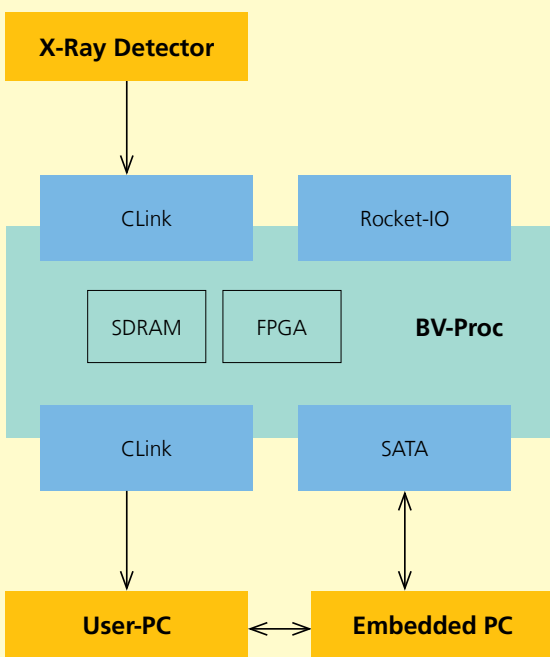 X-Ray Detector
CLink
Rocket-IO
SDRAM
FPGA
BV-Proc
CLink
SATA
User-PC
Embedded PC